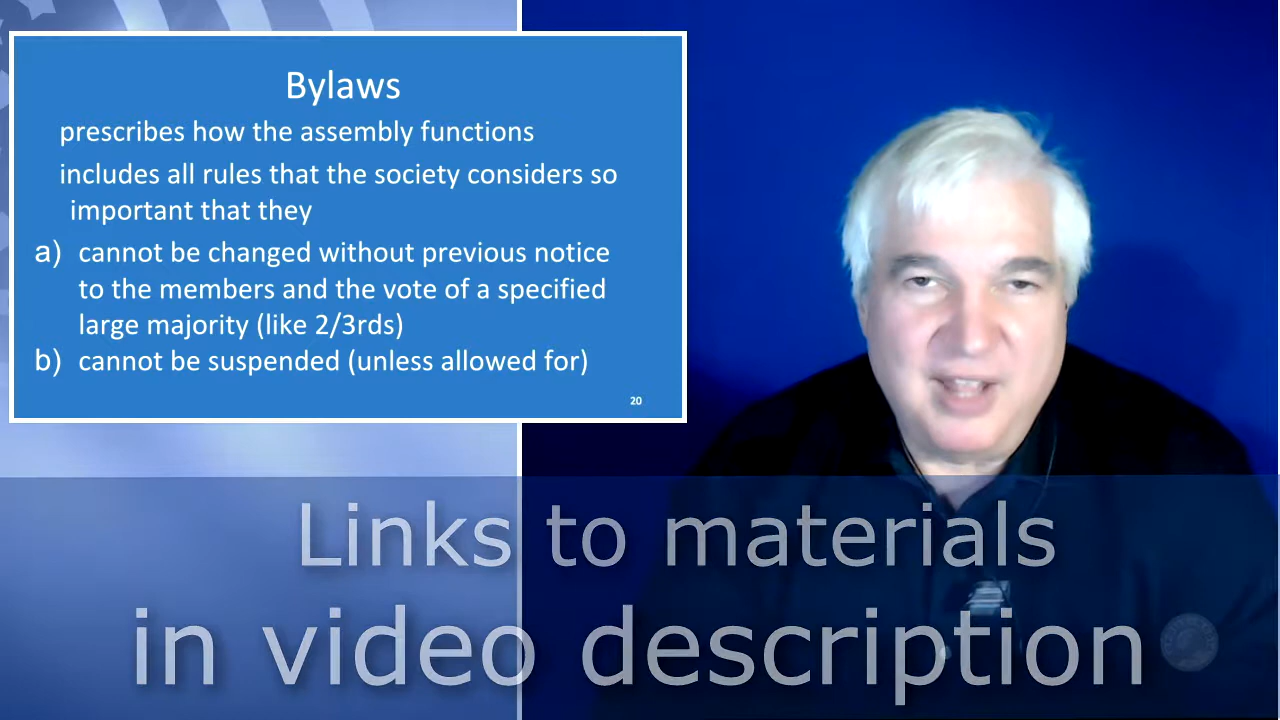 Bylaws
prescribes how the assembly functions
includes all rules that the society considers so
important that they
a) cannot be changed without previous notice
to the members and the vote of a specified
large majority (like 2/3rds)
b) cannot be suspended (unless allowed for)
20
Links to materials
in video description